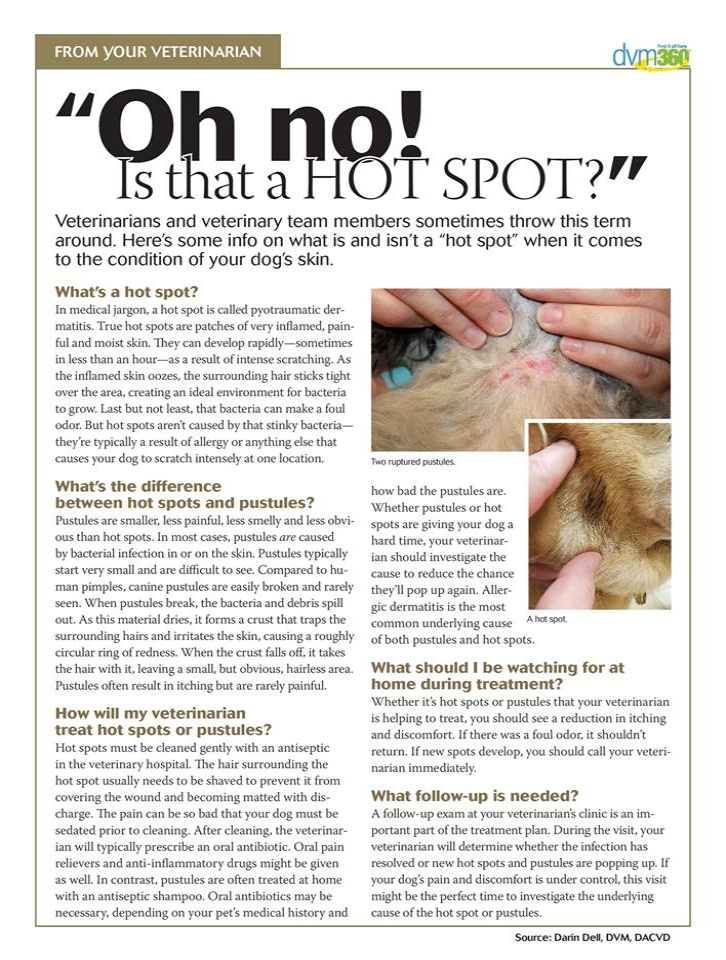 FROM YOUR VETERINARIAN
find it all here
dvm360
“Oh no!
Is that a HOT SPOT?”
Veterinarians and veterinary team members sometimes throw this term
around. Here’s some info on what is and isn’t a “hot spot” when it comes
to the condition of your dog’s skin.
What’s a hot spot?
In medical jargon, a hot spot is called pyotraumatic der-
matitis. True hot spots are patches of very inflamed, pain-
ful and moist skin. They can develop rapidly—sometimes
in less than an hour—as a result of intense scratching. As
the inflamed skin oozes, the surrounding hair sticks tight
over the area, creating an ideal environment for bacteria
to grow. Last but not least, that bacteria can make a foul
odor. But hot spots aren’t caused by that stinky bacteria—
they’re typically a result of allergy or anything else that
causes your dog to scratch intensely at one location.
What’s the difference
between hot spots and pustules?
Pustules are smaller, less painful, less smelly and less obvi-
ous than hot spots. In most cases, pustules are caused
by bacterial infection in or on the skin. Pustules typically
start very small and are difficult to see. Compared to hu-
man pimples, canine pustules are easily broken and rarely
seen. When pustules break, the bacteria and debris spill
out. As this material dries, it forms a crust that traps the
surrounding hairs and irritates the skin, causing a roughly
circular ring of redness. When the crust falls off, it takes
the hair with it, leaving a small, but obvious, hairless area.
Pustules often result in itching but are rarely painful.
How will my veterinarian
treat hot spots or pustules?
Hot spots must be cleaned gently with an antiseptic
in the veterinary hospital. The hair surrounding the
hot spot usually needs to be shaved to prevent it from
covering the wound and becoming matted with dis-
charge. The pain can be so bad that your dog must be
sedated prior to cleaning. After cleaning, the veterinar-
ian will typically prescribe an oral antibiotic. Oral pain
relievers and anti-inflammatory drugs might be given
as well. In contrast, pustules are often treated at home
with an antiseptic shampoo. Oral antibiotics may be
necessary, depending on your pet’s medical history and
Two ruptured pustules.
how bad the pustules are.
Whether pustules or hot
spots are giving your dog a
hard time, your veterinar-
ian should investigate the
cause to reduce the chance
they’ll pop up again. Aller-
gic dermatitis is the most
common underlying cause
of both pustules and hot spots.
A hot spot.
What should I be watching for at
home during treatment?
Whether it’s hot spots or pustules that your veterinarian
is helping to treat, you should see a reduction in itching
and discomfort. If there was a foul odor, it shouldn’t
return. If new spots develop, you should call your veteri-
narian immediately.
What follow-up is needed?
A follow-up exam at your veterinarian’s clinic is an im-
portant part of the treatment plan. During the visit, your
veterinarian will determine whether the infection has
resolved or new hot spots and pustules are popping up. If
your dog’s pain and discomfort is under control, this visit
might be the perfect time to investigate the underlying
cause of the hot spot or pustules.
Source: Darin Dell, DVM, DACVD